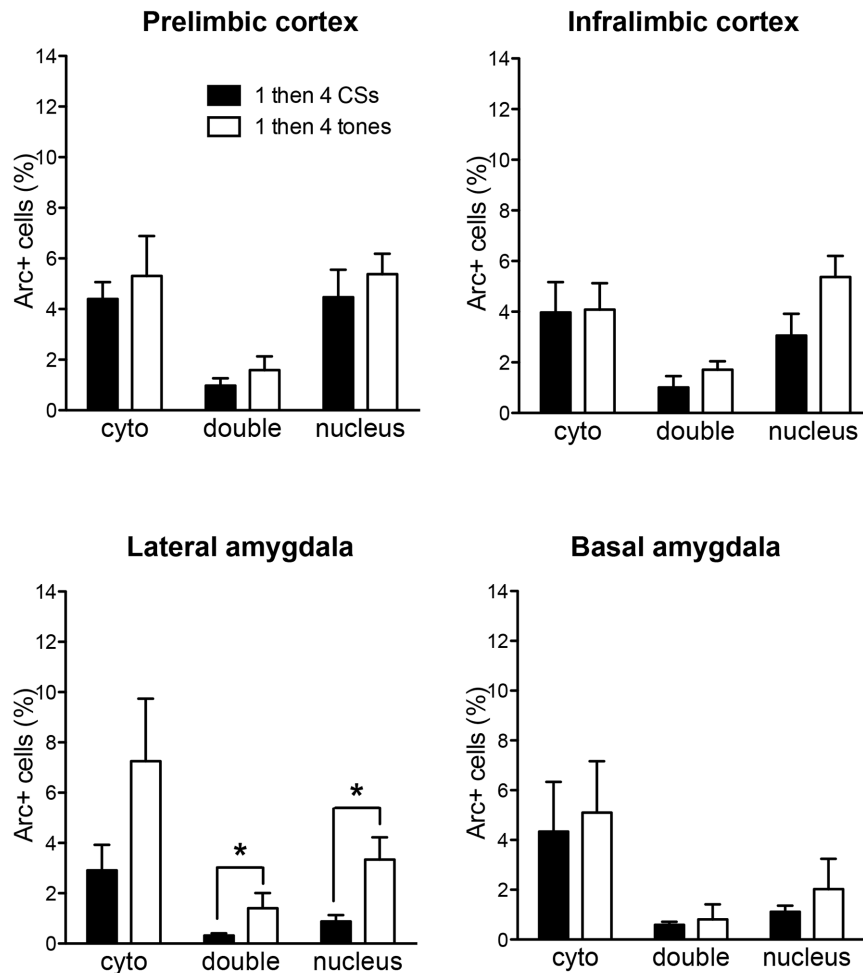 Prelimbic cortex
Arc+ cells (%)
14
12
10
8
6
4
2
0
1 then 4 CSs
1 then 4 tones
cyto double nucleus
Infralimbic cortex
Arc+ cells (%)
14
12
10
8
6
4
2
0
cyto double nucleus
Lateral amygdala
Arc+ cells (%)
14
12
10
8
6
4
2
0
*
*
cyto double nucleus
Basal amygdala
Arc+ cells (%)
14
12
10
8
6
4
2
0
cyto double nucleus